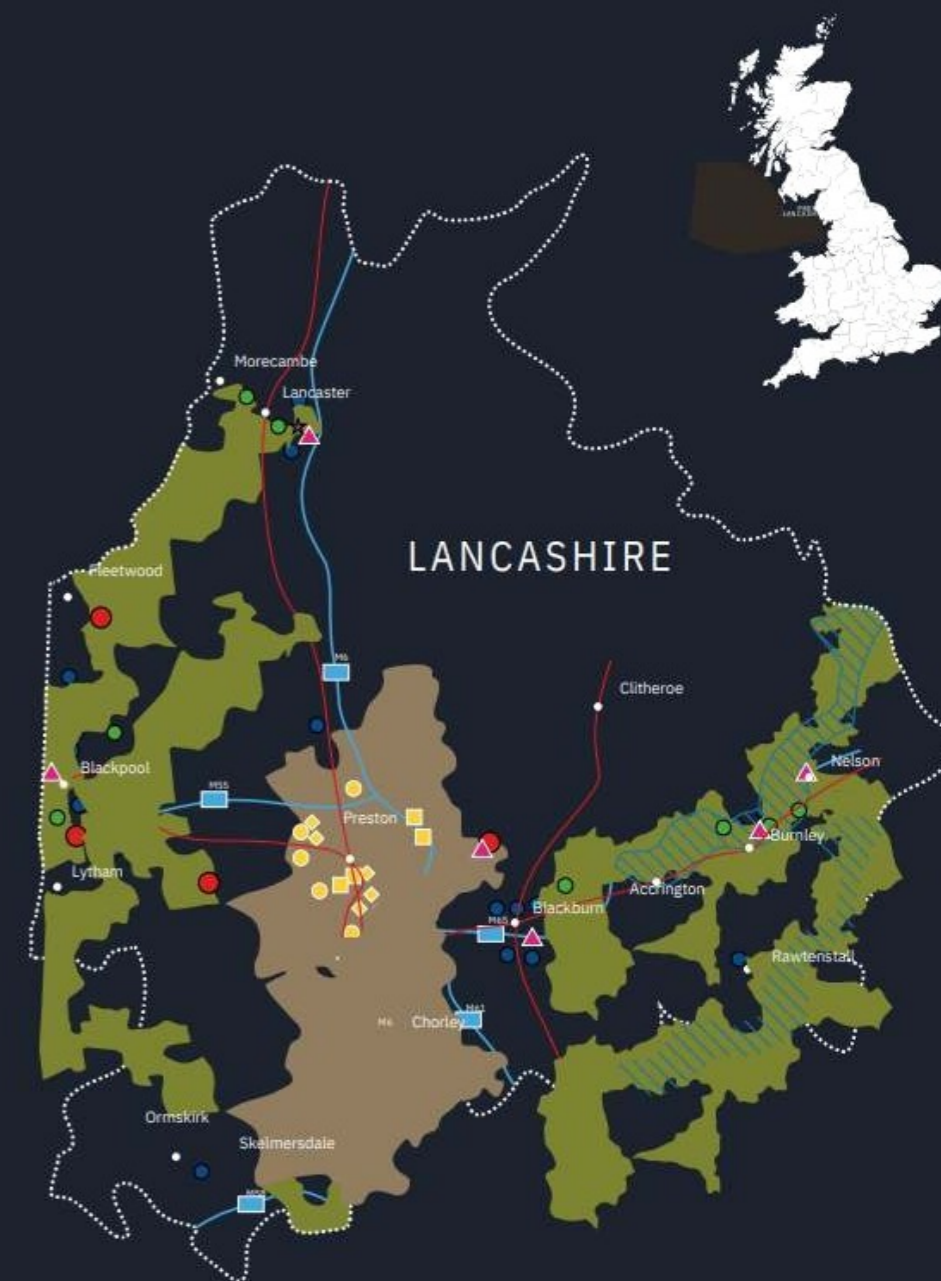 Morecambe
Lancaster
LANCASHIRE
Fleetwood
M6
Clitheroe
Blackpool
Nelson
M55
Preston
Burnley
Lytham
Accrington
Blackburn
M65
Rawtenstall
M6
Chorley
M61
Ormskirk
Skelmersdale